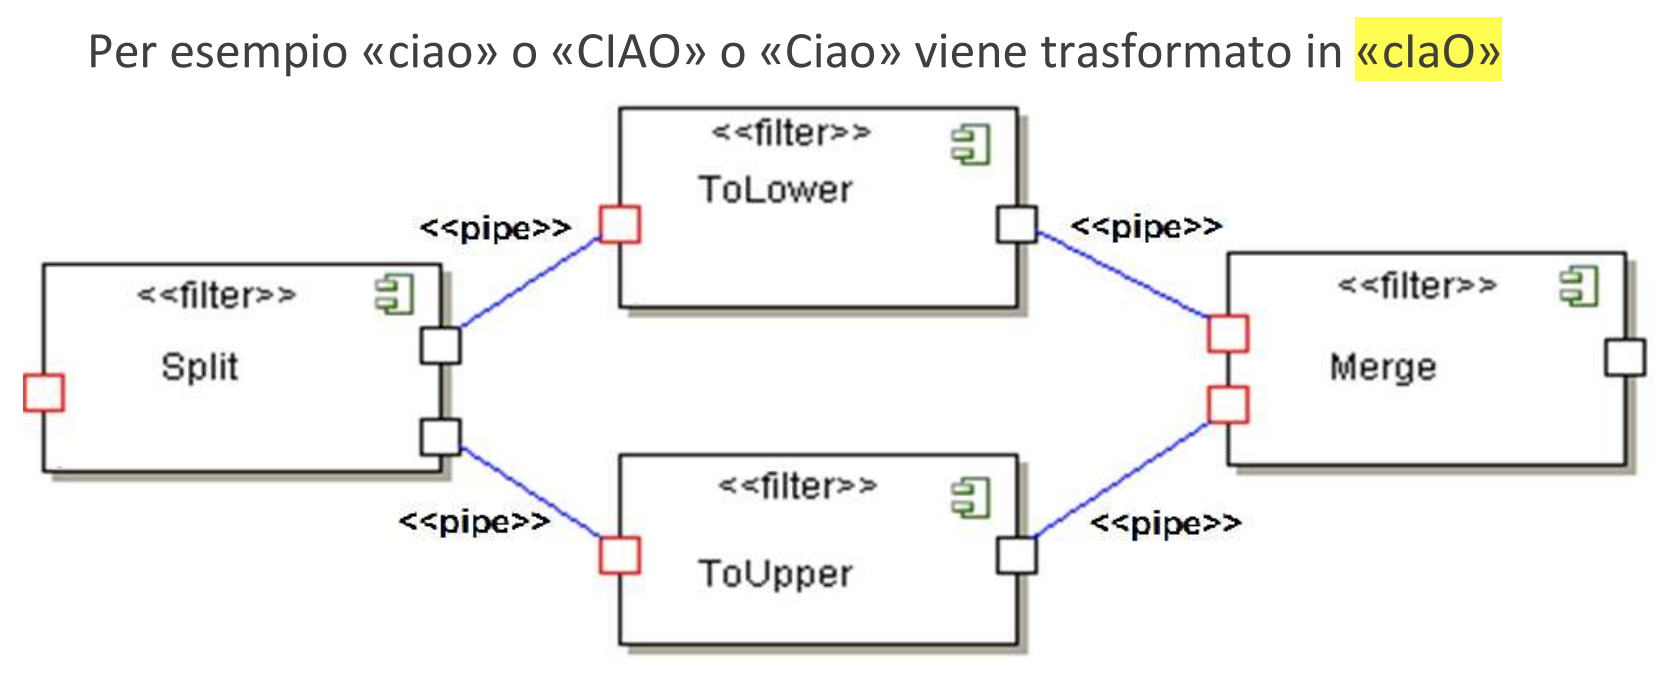 Per esempio «ciao» o «CIAO» o «Ciao» viene trasformato in «cIaO»
<<filter>>
ToLower
<<pipe>>
<<pipe>>
<<filter>>
Split
<<filter>>
Merge
<<filter>>
ToUpper
<<pipe>>
<<pipe>>